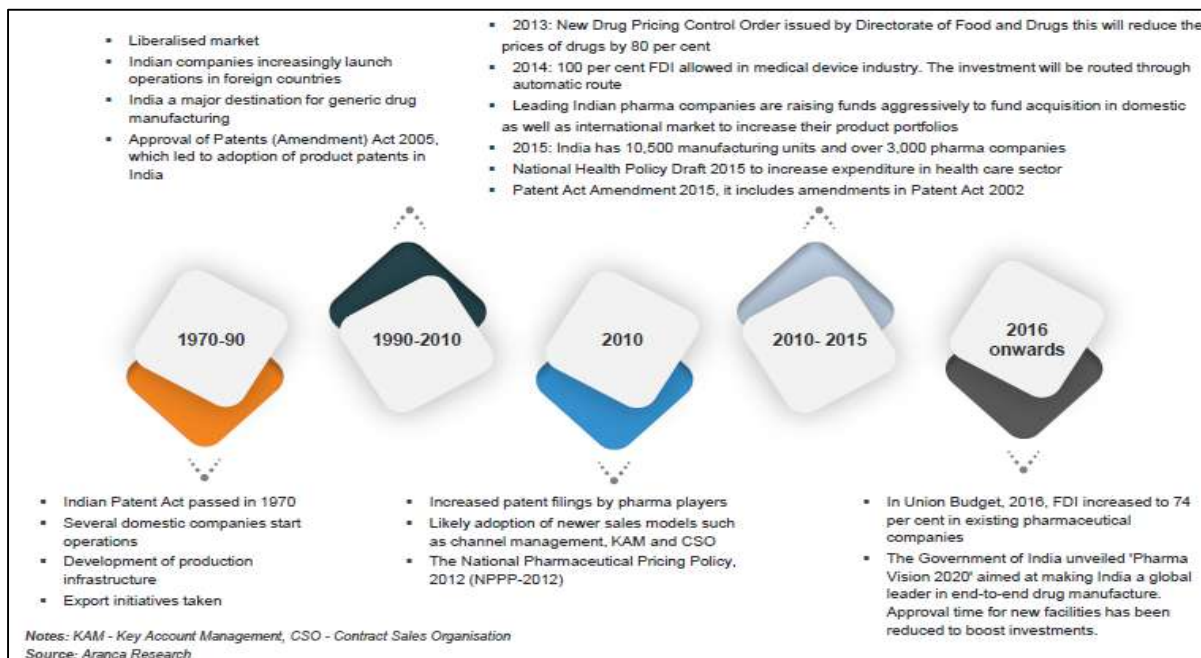 ▪ Liberalised market
▪ Indian companies increasingly launch
operations in foreign countries
▪ India a major destination for generic drug
manufacturing
▪ Approval of Patents (Amendment) Act 2005,
which led to adoption of product patents in
India
▪ 2013: New Drug Pricing Control Order issued by Directorate of Food and Drugs this will reduce the
prices of drugs by 80 per cent
▪ 2014: 100 per cent FDI allowed in medical device industry. The investment will be routed through
automatic route
▪ Leading Indian pharma companies are raising funds aggressively to fund acquisition in domestic
as well as international market to increase their product portfolios
▪ 2015: India has 10,500 manufacturing units and over 3,000 pharma companies
▪ National Health Policy Draft 2015 to increase expenditure in health care sector
▪ Patent Act Amendment 2015, it includes amendments in Patent Act 2002
1970-90
1990-2010
2010
2010- 2015
2016
onwards
▪ Indian Patent Act passed in 1970
▪ Several domestic companies start
operations
▪ Development of production
infrastructure
▪ Export initiatives taken
▪ Increased patent filings by pharma players
▪ Likely adoption of newer sales models such
as channel management, KAM and CSO
▪ The National Pharmaceutical Pricing Policy,
2012 (NPPP-2012)
▪ In Union Budget, 2016, FDI increased to 74
per cent in existing pharmaceutical
companies
▪ The Government of India unveiled 'Pharma
Vision 2020' aimed at making India a global
leader in end-to-end drug manufacture.
Approval time for new facilities has been
reduced to boost investments.
Notes: KAM - Key Account Management, CSO - Contract Sales Organisation
Source: Aranca Research